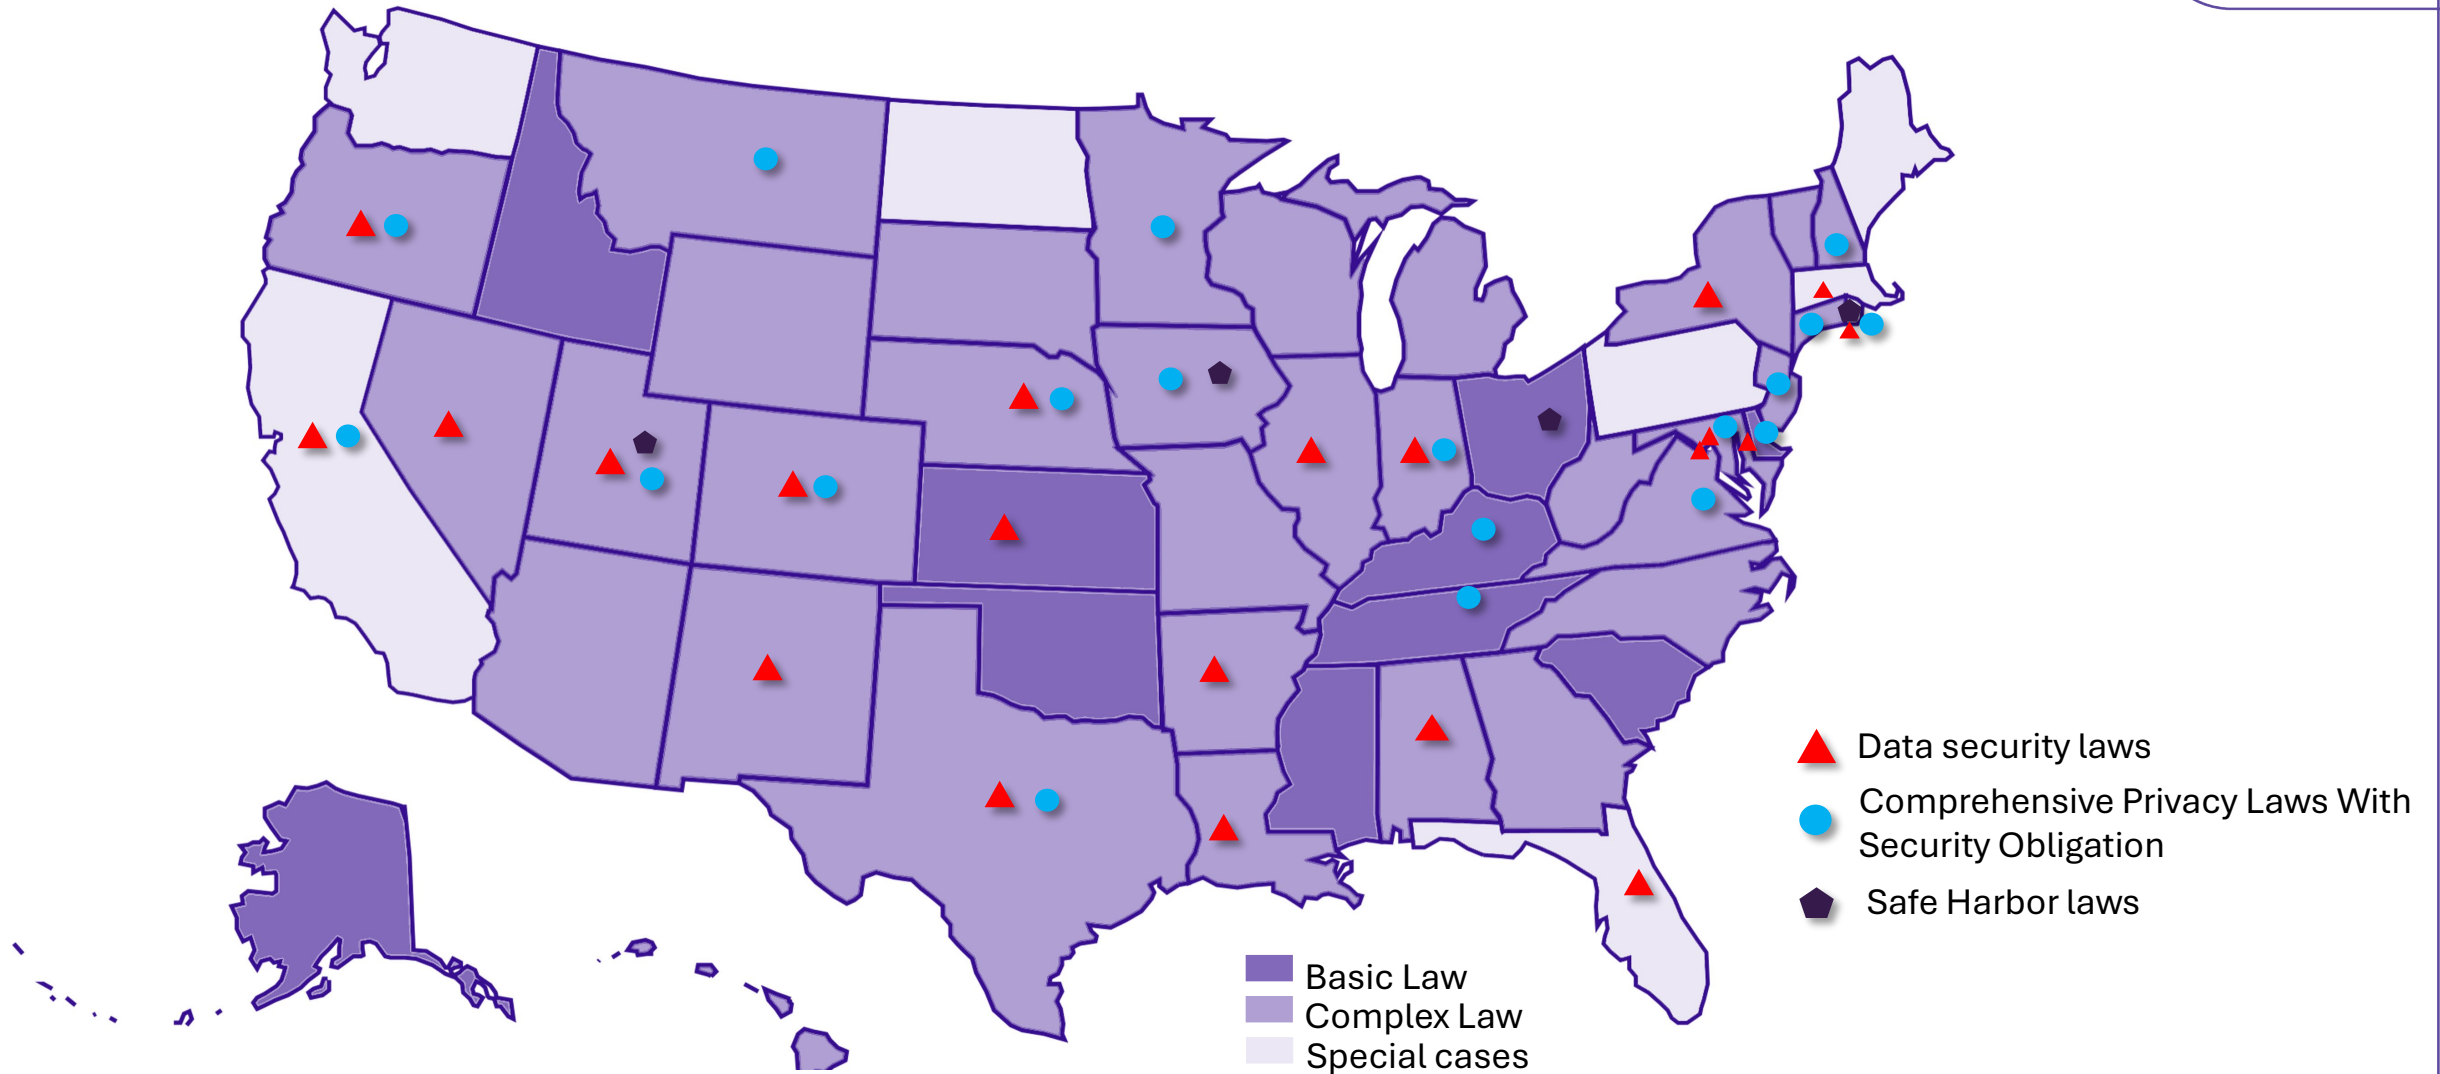 Data security laws
Comprehensive Privacy Laws With
Security Obligation
Safe Harbor laws
Basic Law
Complex Law
Special cases